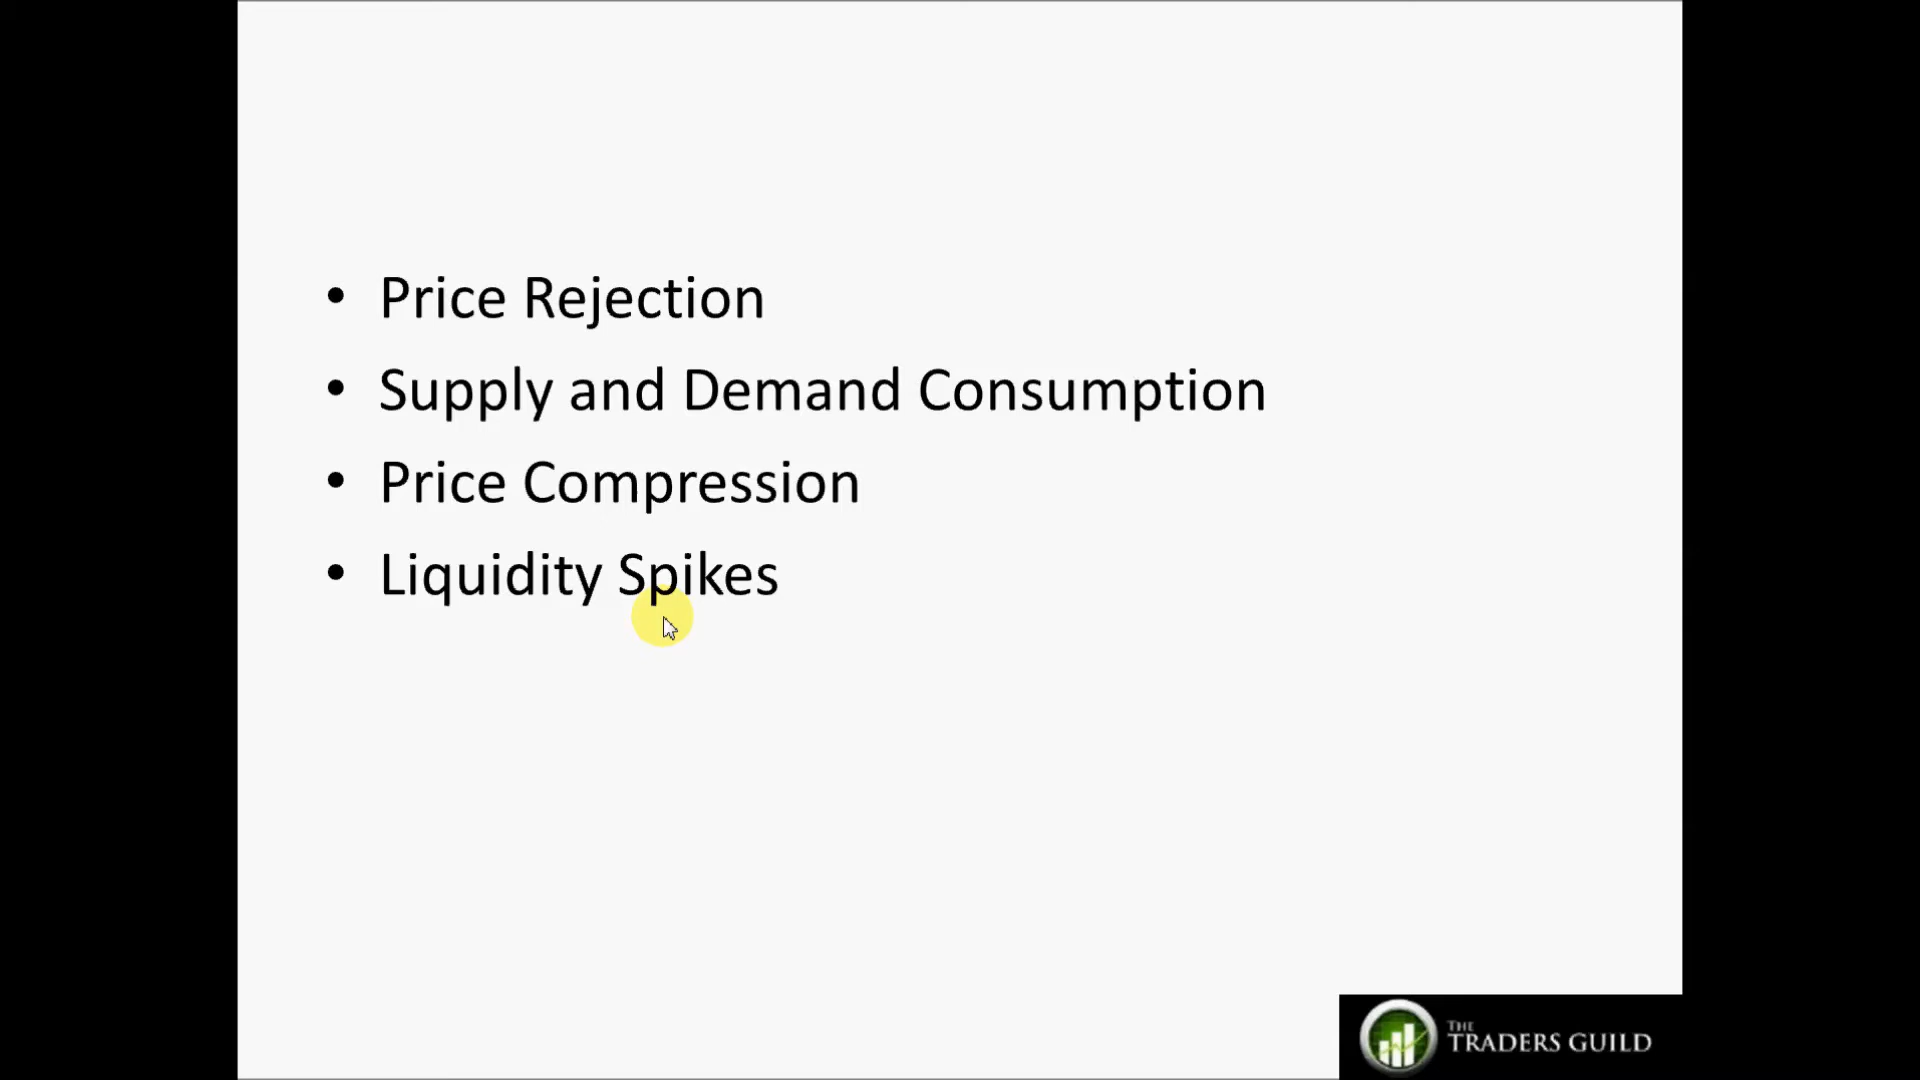 • Price Rejection
• Supply and Demand Consumption
• Price Compression
• Liquidity Spikes
THE
TRADERS GUILD